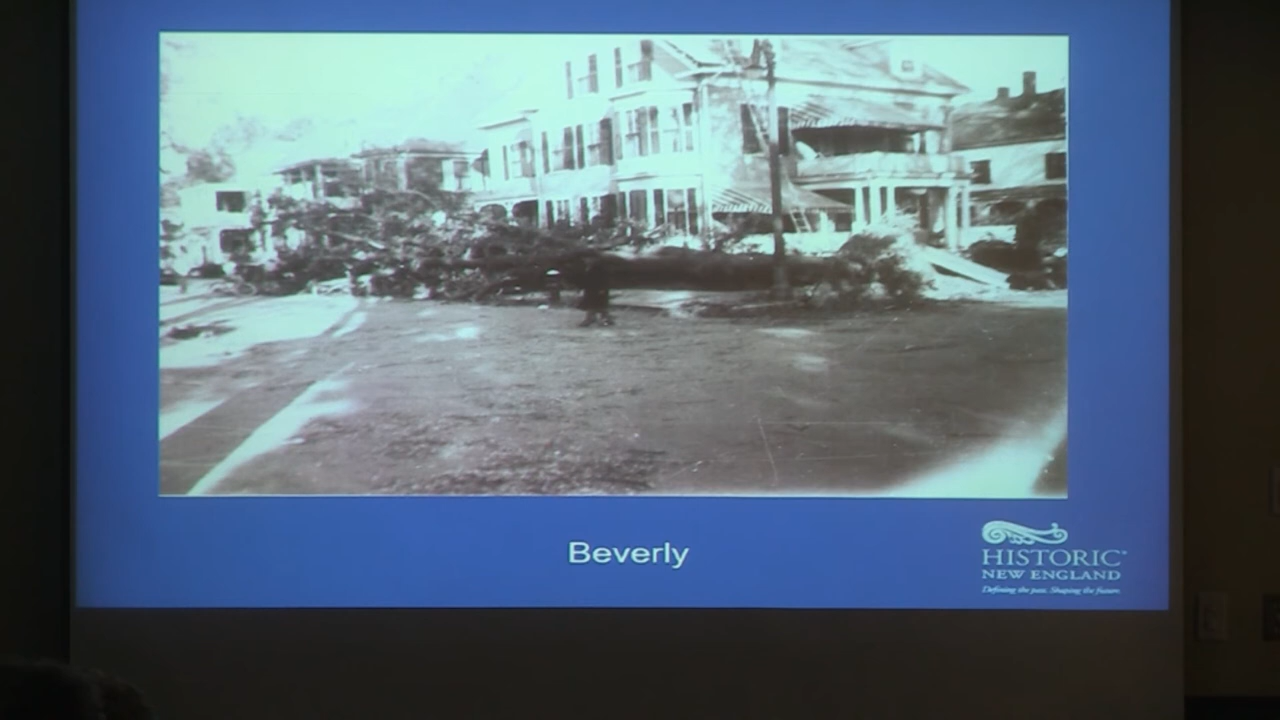 Beverly
HISTORIC
NEW ENGLAND
Defining the past. Shaping the future.